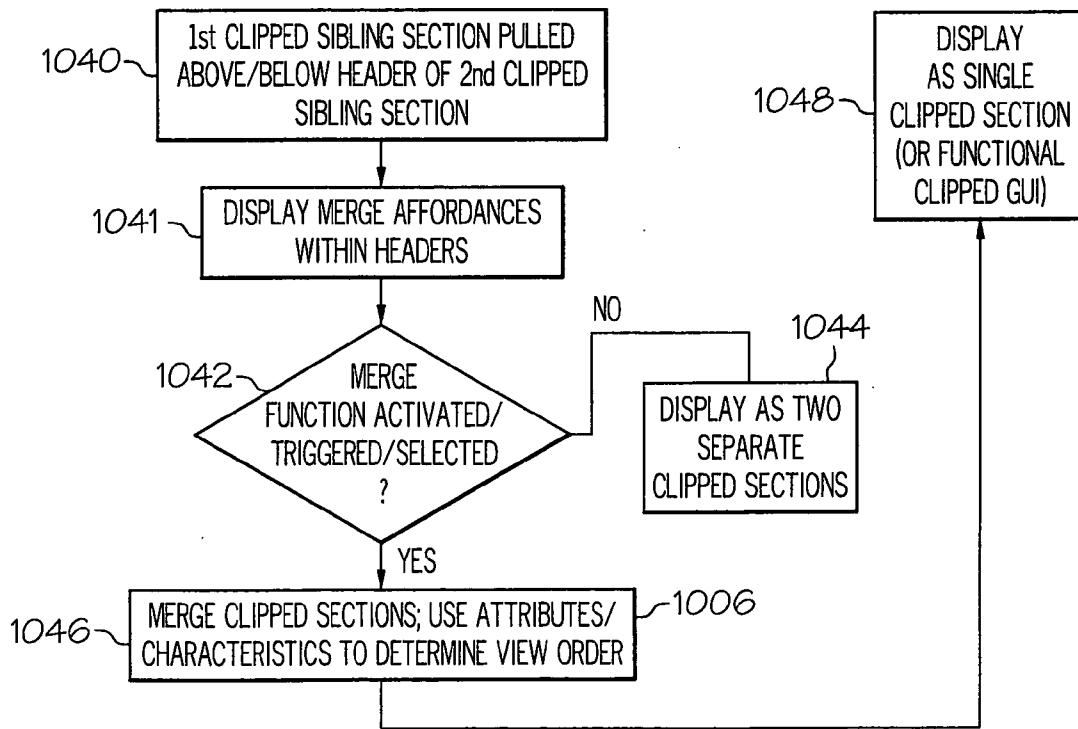 1040
1st CLIPPED SIBLING SECTION PULLED
ABOVE/BELOW HEADER OF 2nd CLIPPED
SIBLING SECTION
1041
DISPLAY MERGE AFFORDANCES
WITHIN HEADERS
1042
MERGE
FUNCTION ACTIVATED/
TRIGGERED/SELECTED
?
NO
1044
DISPLAY AS TWO
SEPARATE
CLIPPED SECTIONS
YES
1046
MERGE CLIPPED SECTIONS; USE ATTRIBUTES/
CHARACTERISTICS TO DETERMINE VIEW ORDER
1006
1048
DISPLAY
AS SINGLE
CLIPPED SECTION
(OR FUNCTIONAL
CLIPPED GUI)